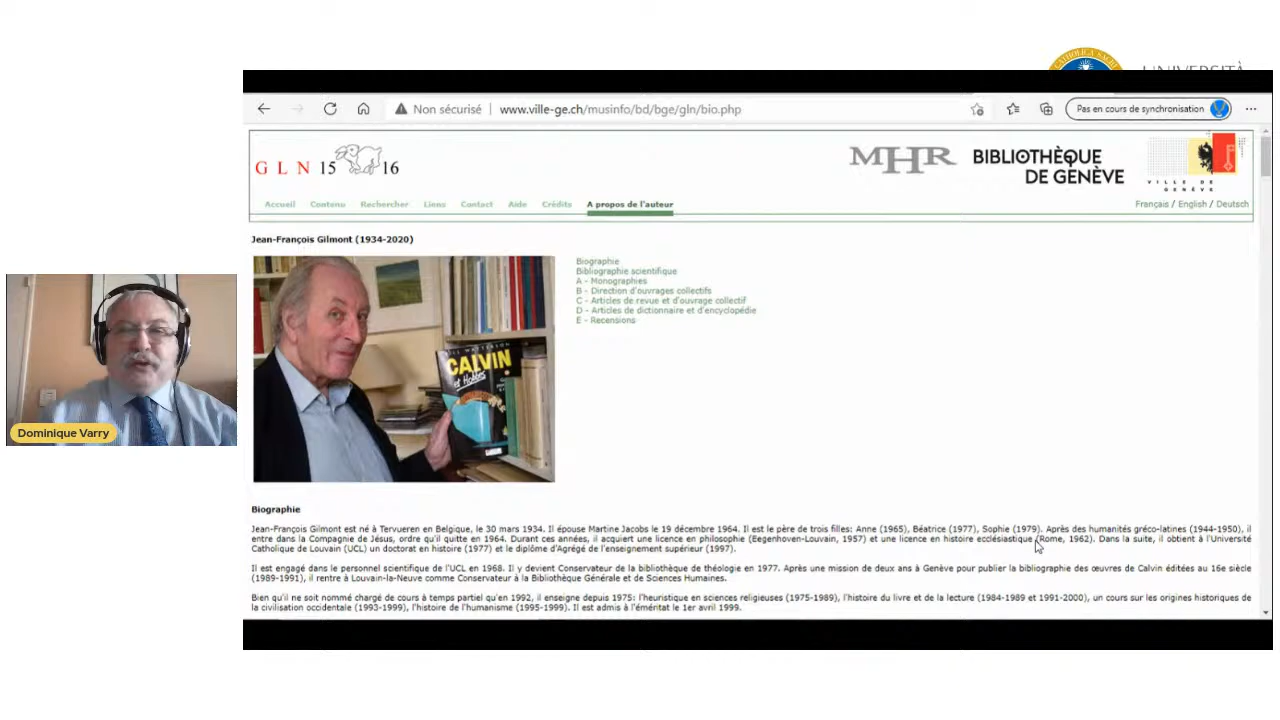 L'UNIVERSITÀ
Non sécurisé | www.ville-ge.ch/musinfo/bd/bge/gln/bio.php
Pas en cours de synchronisation
GLN 15 16
MHR
BIBLIOTHÈQUE
DE GENÈVE
VILLE DE
GENÈVE
Accueil Contenu Rechercher Liens Contact Aide Crédits A propos de l'auteur
Français / English / Deutsch
Jean-François Gilmont (1934-2020)
Biographie
Bibliographie scientifique
A - Monographies
B - Direction d'ouvrages collectifs
C - Articles de revue et d'ouvrage collectif
D - Articles de dictionnaire et d'encyclopédie
E - Recensions
CALVIN
et Hobbes
Dominique Varry
Biographie
Jean-François Gilmont est né à Tervueren en Belgique, le 30 mars 1934. Il épouse Martine Jacobs le 19 décembre 1964. Il est le père de trois filles: Anne (1965), Béatrice (1977), Sophie (1979). Après des humanités gréco-latines (1944-1950), il
entre dans la Compagnie de Jésus, ordre qu'il quitte en 1964. Durant ces années, il acquiert une licence en philosophie (Eegenhoven-Louvain, 1957) et une licence en histoire ecclésiastique (Rome, 1962). Dans la suite, il obtient à l'Université
Catholique de Louvain (UCL) un doctorat en histoire (1977) et le diplôme d'Agrégé de l'enseignement supérieur (1997).
Il est engagé dans le personnel scientifique de l'UCL en 1968. Il y devient Conservateur de la bibliothèque de théologie en 1977. Après une mission de deux ans à Genève pour publier la bibliographie des œuvres de Calvin éditées au 16e siècle
(1989-1991), il rentre à Louvain-la-Neuve comme Conservateur à la Bibliothèque Générale et de Sciences Humaines.
Bien qu'il ne soit nommé chargé de cours à temps partiel qu'en 1992, il enseigne depuis 1975: l'heuristique en sciences religieuses (1975-1989), l'histoire du livre et de la lecture (1984-1989 et 1991-2000), un cours sur les origines historiques de
la civilisation occidentale (1993-1999), l'histoire de l'humanisme (1995-1999). Il est admis à l'éméritat le 1er avril 1999.